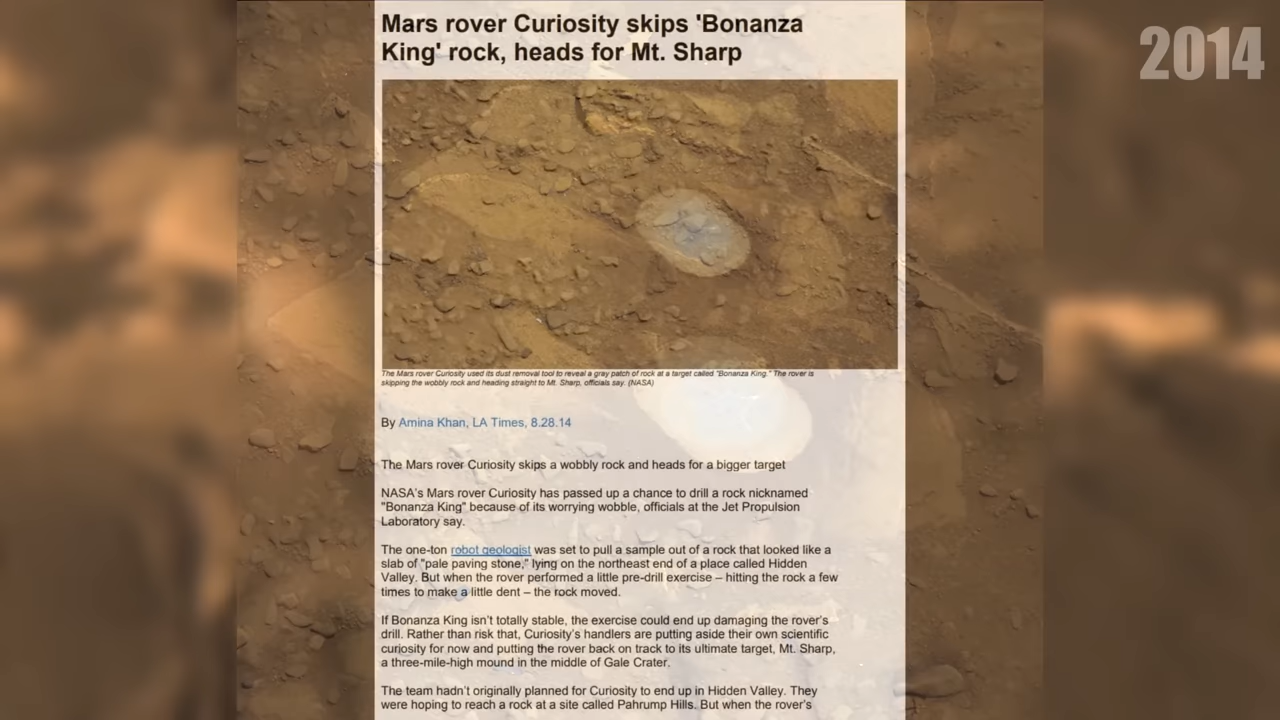 Mars rover Curiosity skips 'Bonanza
King' rock, heads for Mt. Sharp
2014
The Mars rover Curiosity used its dust removal tool to reveal a gray patch of rock at a target called "Bonanza King." The rover is
skipping the wobbly rock and heading straight to Mt. Sharp, officials say. (NASA)
By Amina Khan, LA Times, 8.28.14
The Mars rover Curiosity skips a wobbly rock and heads for a bigger target
NASA's Mars rover Curiosity has passed up a chance to drill a rock nicknamed
"Bonanza King" because of its worrying wobble, officials at the Jet Propulsion
Laboratory say.
The one-ton robot geologist was set to pull a sample out of a rock that looked like a
slab of "pale paving stone," lying on the northeast end of a place called Hidden
Valley. But when the rover performed a little pre-drill exercise – hitting the rock a few
times to make a little dent – the rock moved.
If Bonanza King isn't totally stable, the exercise could end up damaging the rover's
drill. Rather than risk that, Curiosity's handlers are putting aside their own scientific
curiosity for now and putting the rover back on track to its ultimate target, Mt. Sharp,
a three-mile-high mound in the middle of Gale Crater.
The team hadn't originally planned for Curiosity to end up in Hidden Valley. They
were hoping to reach a rock at a site called Pahrump Hills. But when the rover's